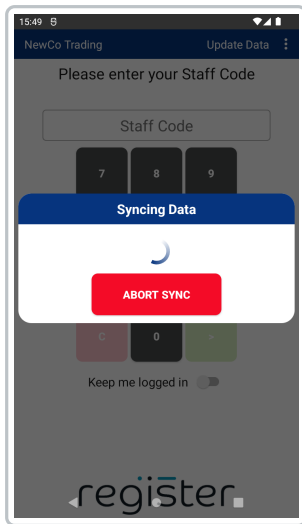 15:49
NewCo Trading Update Data
Please enter your Staff Code
Staff Code
7 8 9
Syncing Data
ABORT SYNC
C 0 >
Keep me logged in
register